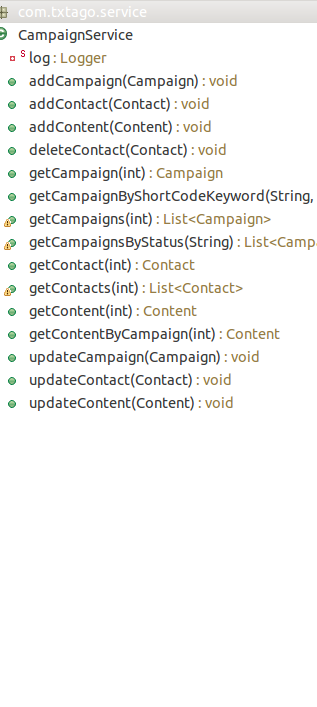 com.txtago.service
CampaignService
S log : Logger
addCampaign(Campaign) : void
addContact(Contact) : void
addContent(Content) : void
deleteContact(Contact) : void
getCampaign(int) : Campaign
getCampaignByShortCodeKeyword(String,
getCampaigns(int) : List<Campaign>
getCampaignsByStatus(String) : List<Camp
getContact(int) : Contact
getContacts(int) : List<Contact>
getContent(int) : Content
getContentByCampaign(int) : Content
updateCampaign(Campaign) : void
updateContact(Contact) : void
updateContent(Content) : void